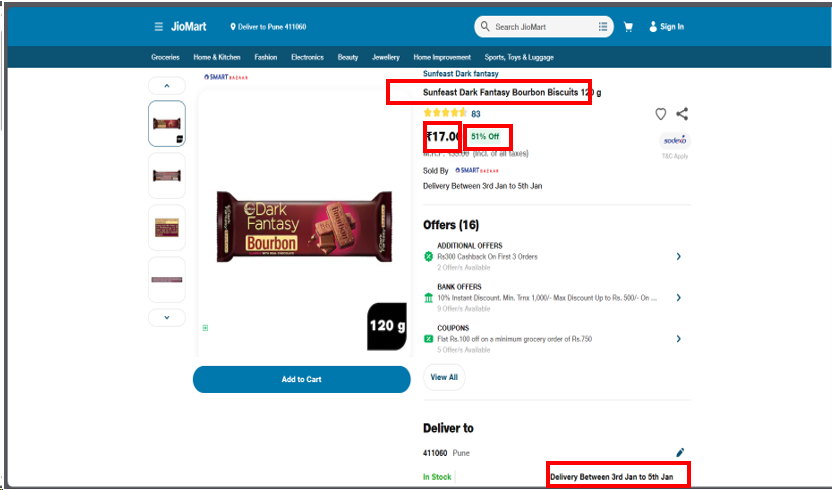 JioMart
Deliver to Pune 411060
Search JioMart
Sign In
Groceries
Home & Kitchen
Fashion
Electronics
Beauty
Jewellery
Home Improvement
Sports, Toys & Luggage
SMART BAZAAR
Sunfeast Dark fantasy
Sunfeast Dark Fantasy Bourbon Biscuits 120 g
83
₹17.00
51% Off
M.R.P: ₹35.00 (Incl. of all taxes)
sodexo
T&C Apply
Sold By SMART BAZAAR
Delivery Between 3rd Jan to 5th Jan
Dark
Fantasy
Bourbon
120 g
Add to Cart
Offers (16)
ADDITIONAL OFFERS
Rs300 Cashback On First 3 Orders
2 Offer/s Available
BANK OFFERS
10% Instant Discount. Min. Trnx 1,000/- Max Discount Up to Rs. 500/- On ...
9 Offer/s Available
COUPONS
Flat Rs.100 off on a minimum grocery order of Rs.750
5 Offer/s Available
View All
Deliver to
411060 Pune
In Stock
Delivery Between 3rd Jan to 5th Jan